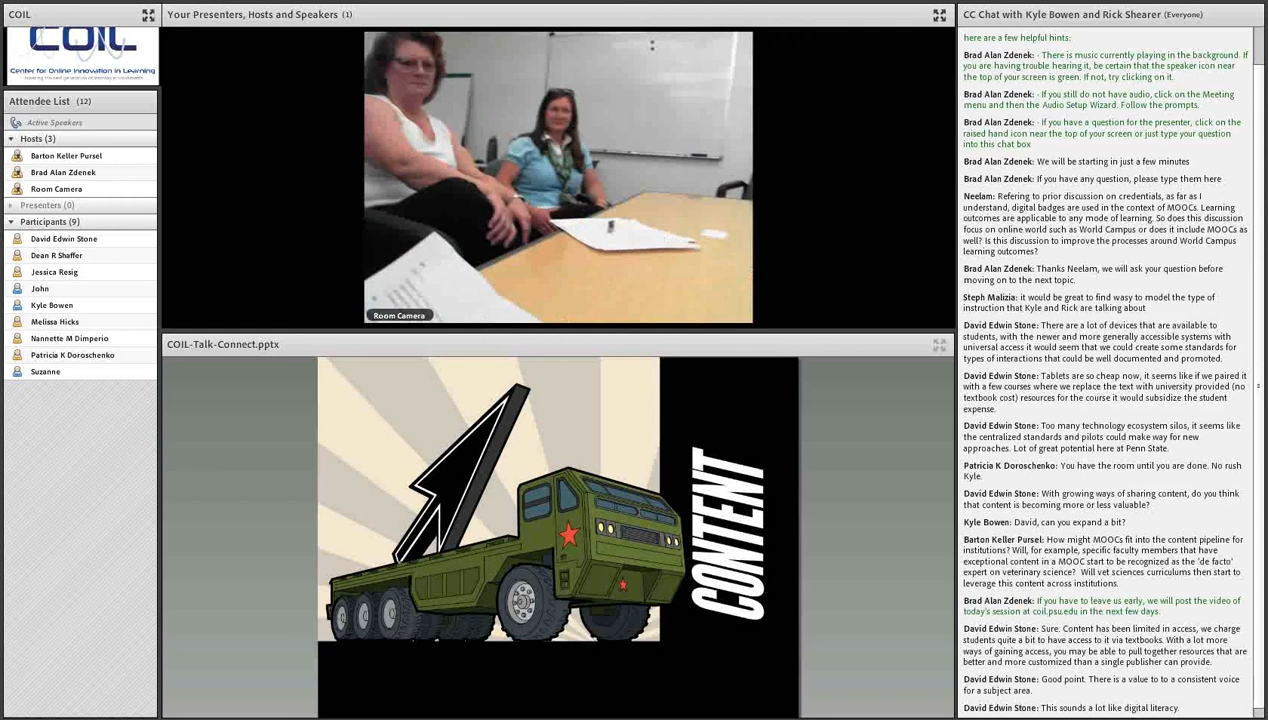 COIL
Your Presenters, Hosts and Speakers (1)
CC Chat with Kyle Bowen and Rick Shearer (Everyone)
COIL
Center for Online Innovation in Learning
Attendee List (12)
Active Speakers
Hosts (3)
Barton Keller Pursel
Brad Alan Zdenek
Room Camera
Presenters (0)
Participants (9)
David Edwin Stone
Dean R Shaffer
Jessica Resig
John
Kyle Bowen
Melissa Hicks
Nannette M Dimperio
Patricia K Doroschenko
Suzanne
Room Camera
COIL-Talk-Connect.pptx
CONTENT
here are a few helpful hints:
Brad Alan Zdenek: - There is music currently playing in the background. If
you are having trouble hearing it, be certain that the speaker icon near
the top of your screen is green. If not, try clicking on it.
Brad Alan Zdenek: - If you still do not have audio, click on the Meeting
menu and then the Audio Setup Wizard. Follow the prompts.
Brad Alan Zdenek: - If you have a question for the presenter, click on the
raised hand icon near the top of your screen or just type your question
into this chat box
Brad Alan Zdenek: We will be starting in just a few minutes
Brad Alan Zdenek: If you have any question, please type them here
Neelam: Refering to prior discussion on credentials, as far as I
understand, digital badges are used in the context of MOOCs. Learning
outcomes are applicable to any mode of learning. So does this discussion
focus on online world such as World Campus or does it include MOOCs as
well? Is this discussion to improve the processes around World Campus
learning outcomes?
Brad Alan Zdenek: Thanks Neelam, we will ask your question before
moving on to the next topic.
Steph Malizia: it would be great to find wasy to model the type of
instruction that Kyle and Rick are talking about
David Edwin Stone: There are a lot of devices that are available to
students, with the newer and more generally accessible systems with
universal access it would seem that we could create some standards for
types of interactions that could be well documented and promoted.
David Edwin Stone: Tablets are so cheap now, it seems like if we paired it
with a few courses where we replace the text with university provided (no
textbook cost) resources for the course it would subsidize the student
expense.
David Edwin Stone: Too many technology ecosystem silos, it seems like
the centralized standards and pilots could make way for new
approaches. Lot of great potential here at Penn State.
Patricia K Doroschenko: You have the room until you are done. No rush
Kyle.
David Edwin Stone: With growing ways of sharing content, do you think
that content is becoming more or less valuable?
Kyle Bowen: David, can you expand a bit?
Barton Keller Pursel: How might MOOCs fit into the content pipeline for
institutions? Will, for example, specific faculty members that have
exceptional content in a MOOC start to be recognized as the 'de facto'
expert on veterinary science? Will vet sciences curriculums then start to
leverage this content across institutions.
Brad Alan Zdenek: If you have to leave us early, we will post the video of
today's session at coil.psu.edu in the next few days.
David Edwin Stone: Sure. Content has been limited in access, we charge
students quite a bit to have access to it via textbooks. With a lot more
ways of gaining access, you may be able to pull together resources that are
better and more customized than a single publisher can provide.
David Edwin Stone: Good point. There is a value to to a consistent voice
for a subject area.
David Edwin Stone: This sounds a lot like digital literacy.